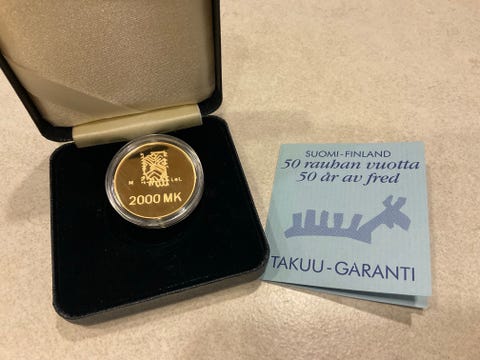 M
2000 MK
SUOMI-FINLAND
50 rauhan vuotta
50 år av fred
TAKUU-GARANTI